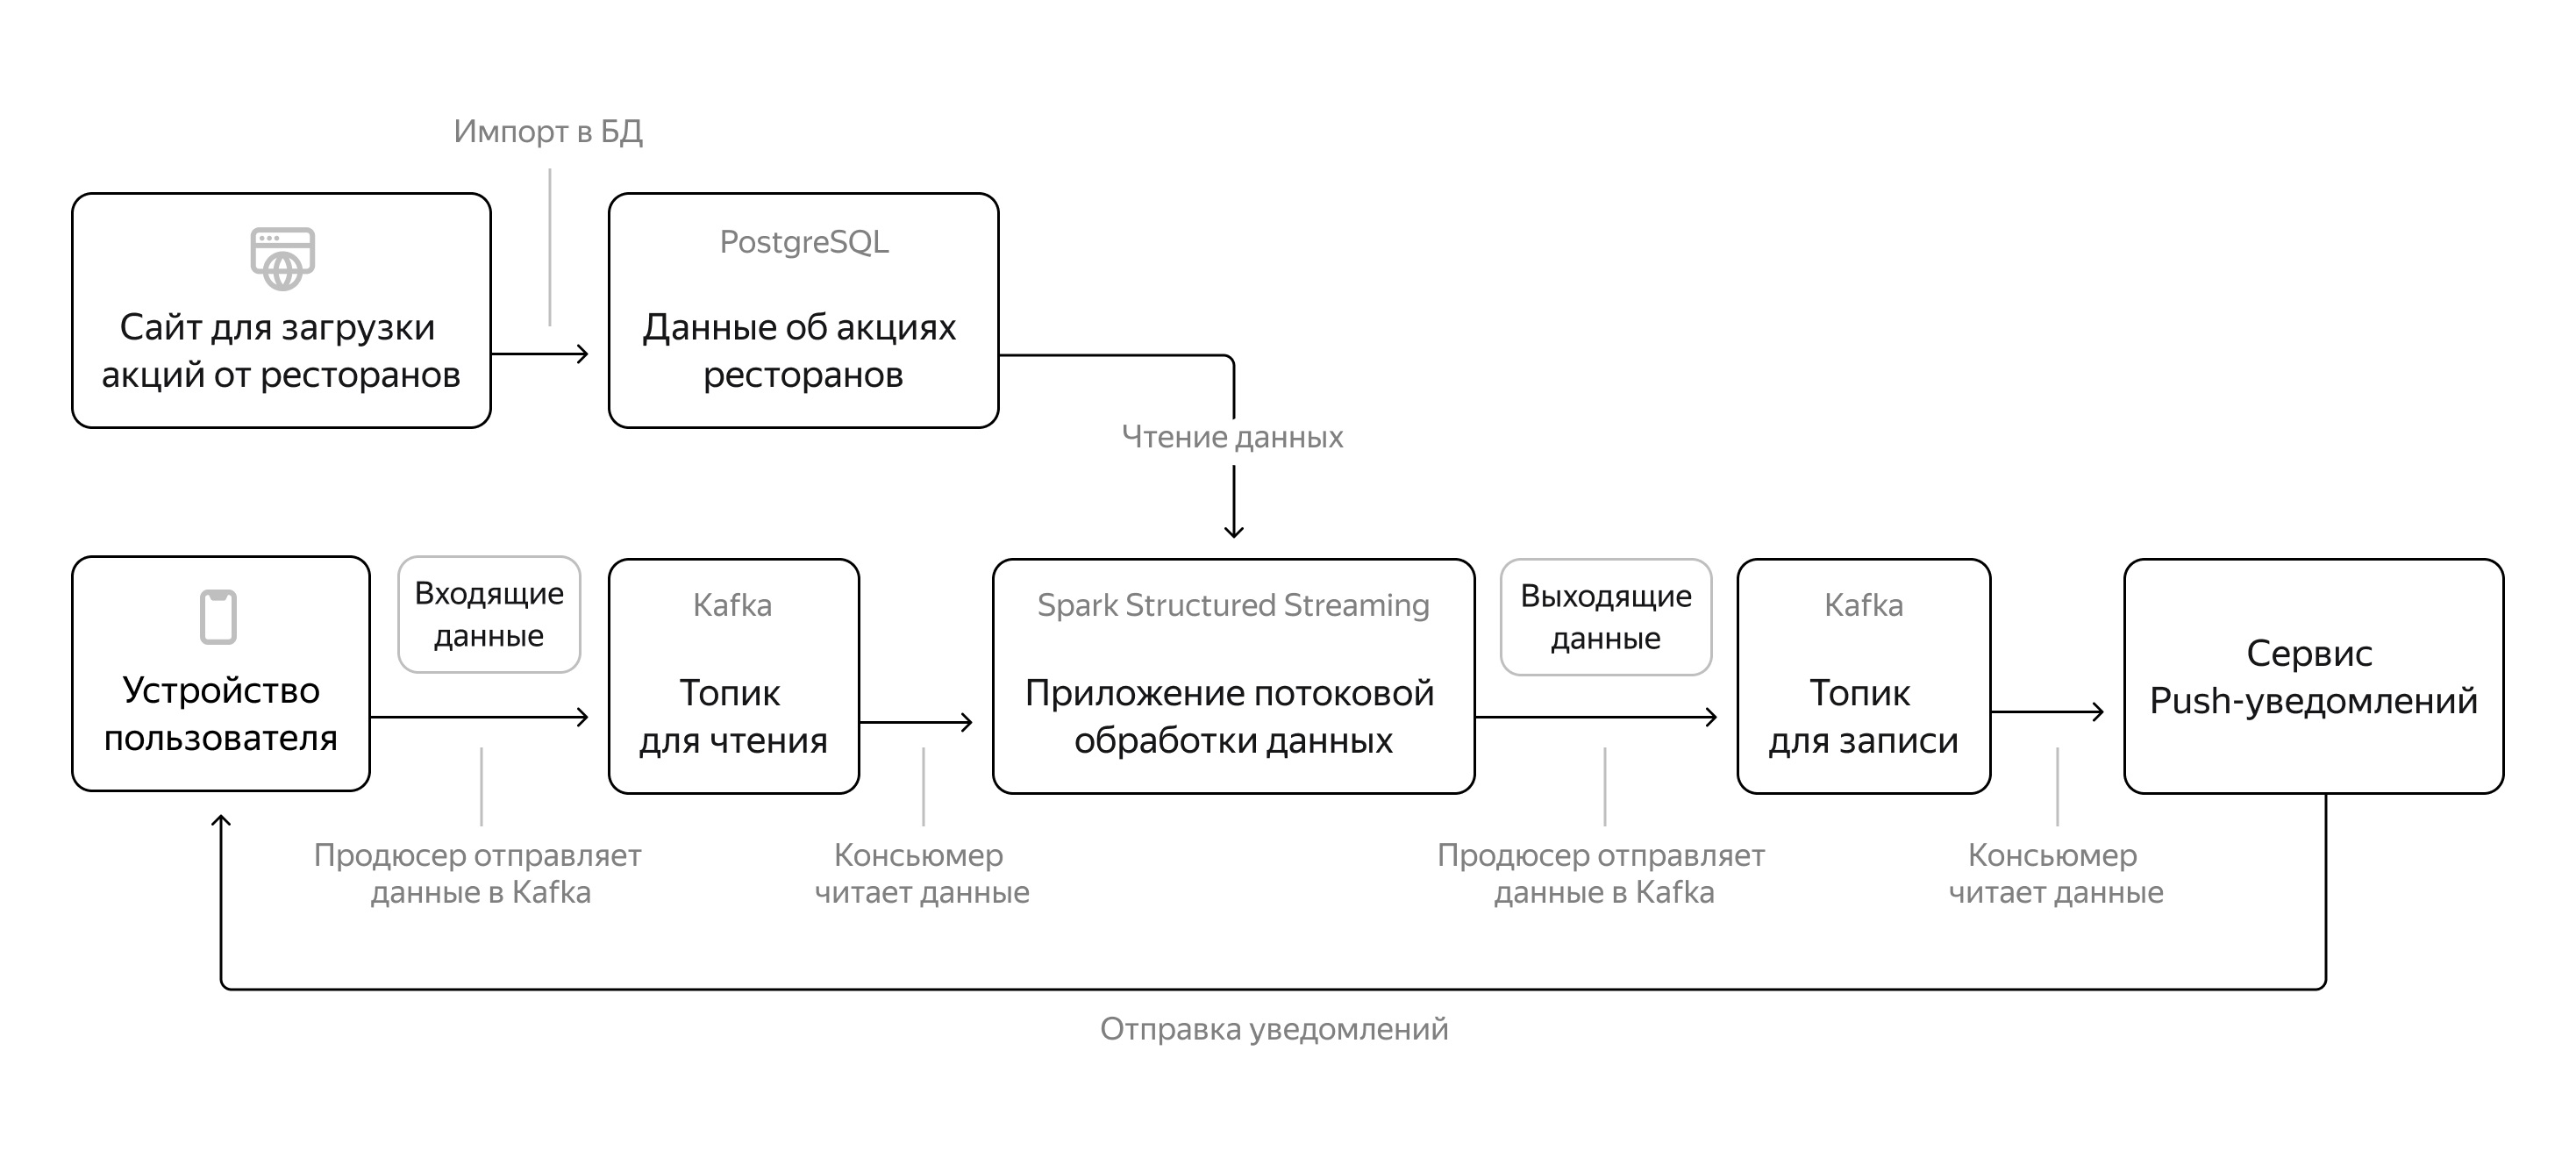 Импорт в БД
Сайт для загрузки
акций от ресторанов
PostgreSQL
Данные об акциях
ресторанов
Чтение данных
Устройство
пользователя
Входящие
данные
Продюсер отправляет
данные в Kafka
Kafka
Топик
для чтения
Консьюмер
читает данные
Spark Structured Streaming
Приложение потоковой
обработки данных
Выходящие
данные
Продюсер отправляет
данные в Kafka
Kafka
Топик
для записи
Консьюмер
читает данные
Сервис
Push-уведомлений
Отправка уведомлений